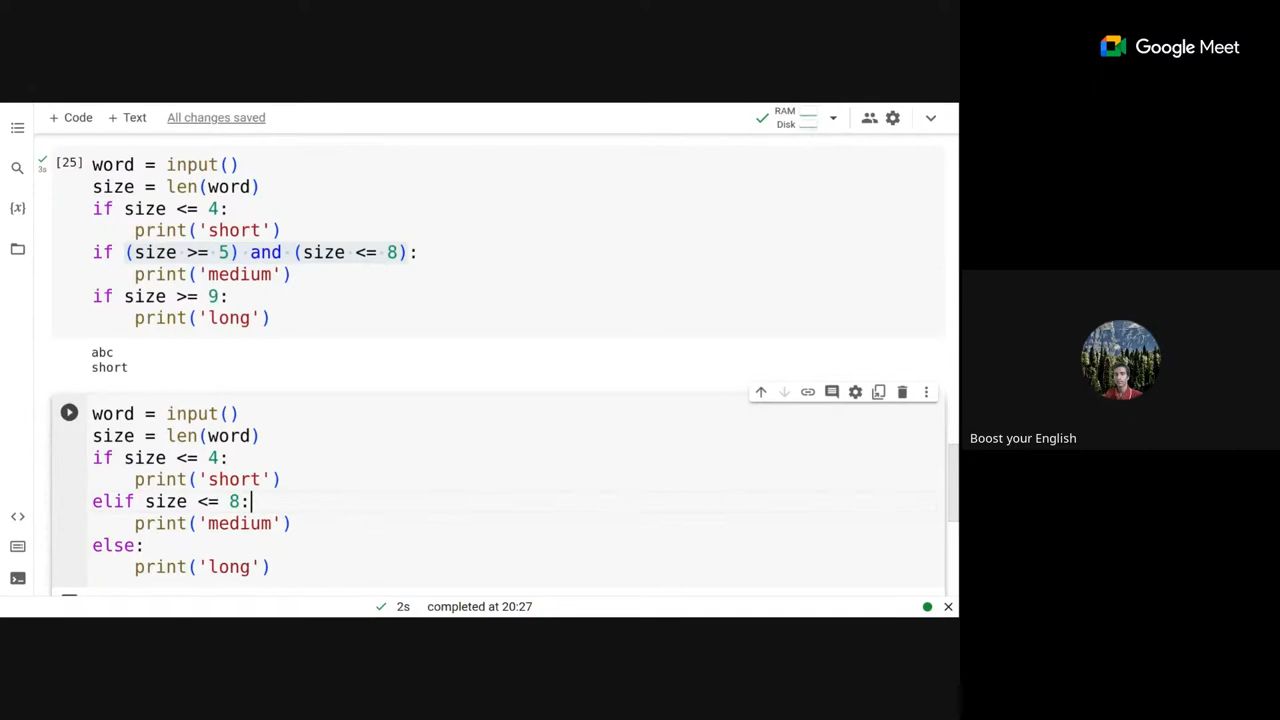 Google Meet
+ Code + Text All changes saved
RAM
Disk
3s
[25] word = input()
size = len(word)
if size <= 4:
print('short')
if (size >= 5) and (size <= 8):
print('medium')
if size >= 9:
print('long')
abc
short
word = input()
size = len(word)
if size <= 4:
print('short')
elif size <= 8:
print('medium')
else:
print('long')
2s completed at 20:27
Boost your English